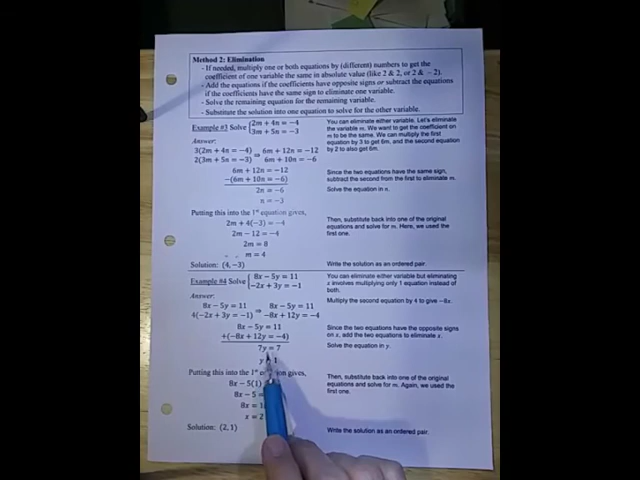 Method 2: Elimination
- If needed, multiply one or both equations by (different) numbers to get the
coefficient of one variable the same in absolute value (like 2 & 2, or 2 & −2).
- Add the equations if the coefficients have opposite signs or subtract the equations
if the coefficients have the same sign to eliminate one variable.
- Solve the remaining equation for the remaining variable.
- Substitute the solution into one equation to solve for the other variable.
Example #3 Solve { 2m + 4n = −4
3m + 5n = −3
You can eliminate either variable. Let's eliminate
the variable m. We want to get the coefficient on
m to be the same. We can multiply the first
equation by 3 to get 6m, and the second equation
by 2 to also get 6m.
Answer:
3(2m + 4n = −4) ⇒ 6m + 12n = −12
2(3m + 5n = −3) 6m + 10n = −6
6m + 12n = −12
−(6m + 10n = −6)
2n = −6
n = −3
Since the two equations have the same sign,
subtract the second from the first to eliminate m.
Solve the equation in n.
Putting this into the 1st equation gives,
2m + 4(−3) = −4
2m − 12 = −4
2m = 8
m = 4
Then, substitute back into one of the original
equations and solve for m. Here, we used the
first one.
Solution: (4, −3)
Write the solution as an ordered pair.
Example #4 Solve { 8x − 5y = 11
−2x + 3y = −1
You can eliminate either variable but eliminating
x involves multiplying only 1 equation instead of
both.
Multiply the second equation by 4 to give −8x.
Answer:
8x − 5y = 11 ⇒ 8x − 5y = 11
4(−2x + 3y = −1) −8x + 12y = −4
8x − 5y = 11
+(−8x + 12y = −4)
7y = 7
y 1
Since the two equations have the opposite signs
on x, add the two equations to eliminate x.
Solve the equation in y.
Putting this into the 1st equation gives,
8x − 5(1)
8x − 5 =
8x = 1
x = 2
Then, substitute back into one of the original
equations and solve for m. Again, we used the
first one.
Solution: (2, 1)
Write the solution as an ordered pair.